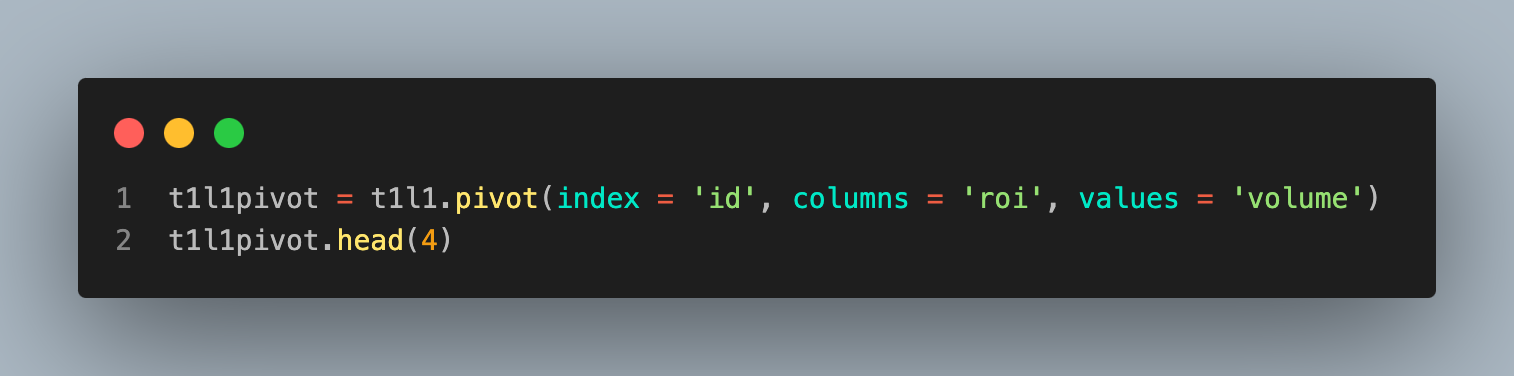 1 t1l1pivot = t1l1.pivot(index = 'id', columns = 'roi', values = 'volume')
2 t1l1pivot.head(4)